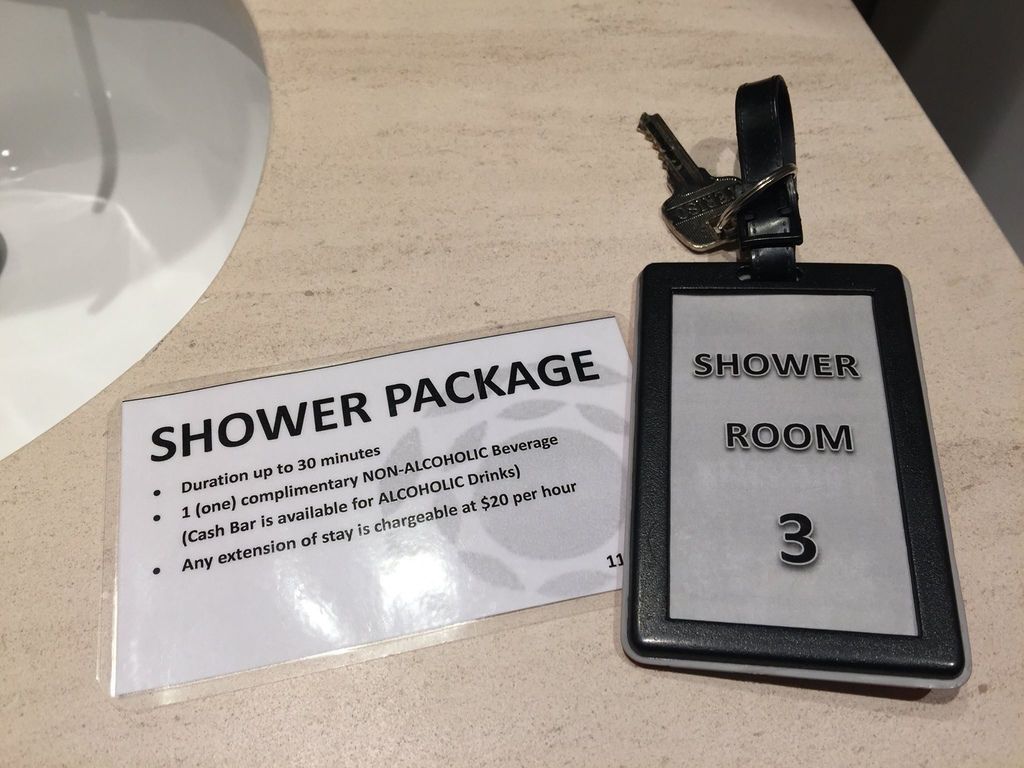 SHOWER PACKAGE
• Duration up to 30 minutes
• 1 (one) complimentary NON-ALCOHOLIC Beverage
(Cash Bar is available for ALCOHOLIC Drinks)
• Any extension of stay is chargeable at $20 per hour
11
SHOWER
ROOM
3